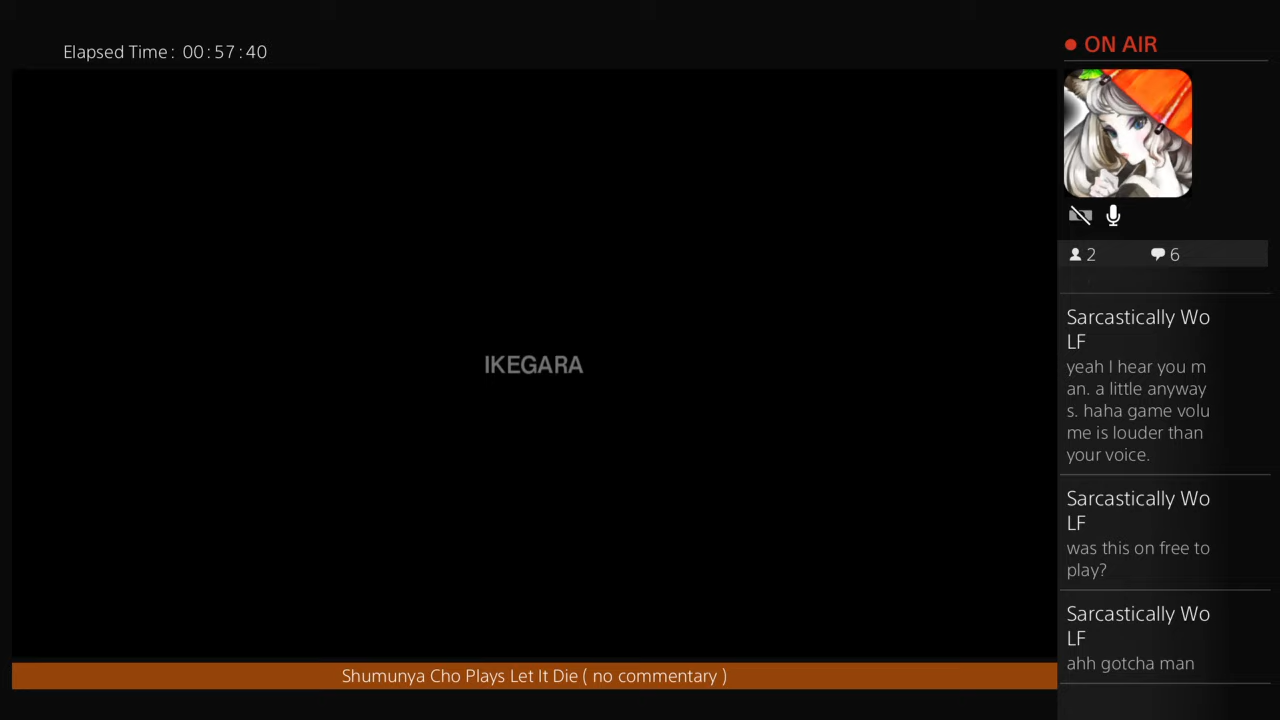 Elapsed Time: 00:57:40
ON AIR
2
6
Sarcastically Wo
LF
yeah I hear you m
an. a little anyway
s. haha game volu
me is louder than
your voice.
Sarcastically Wo
LF
was this on free to
play?
Sarcastically Wo
LF
ahh gotcha man
IKEGARA
Shumunya Cho Plays Let It Die ( no commentary )